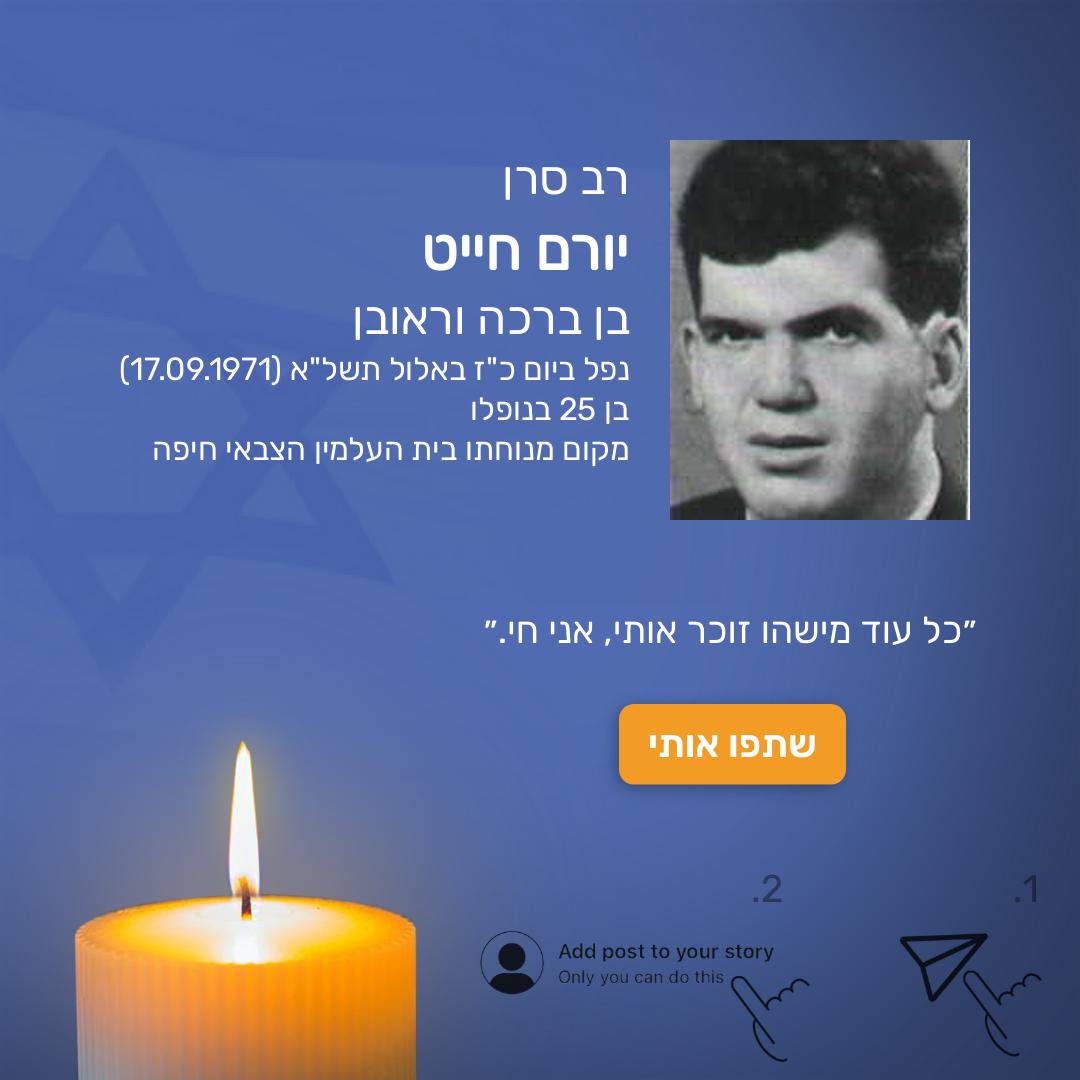 רב סרן
יורם חייט
בן ברכה וראובן
נפל ביום כ"ז באלול תשל"א (17.09.1971)
בן 25 בנופלו
מקום מנוחתו בית העלמין הצבאי חיפה
״כל עוד מישהו זוכר אותי, אני חי.״
שתפו אותי
1.
2.
Add post to your story
Only you can do this